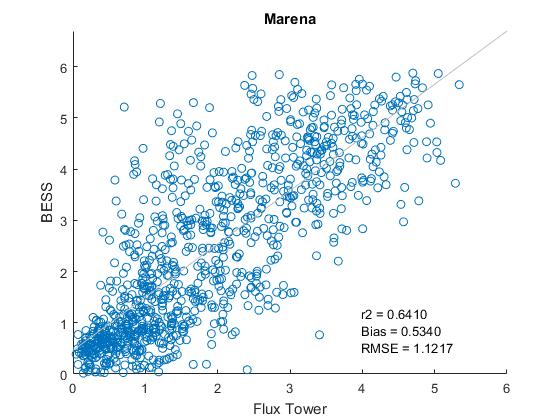 Marena
6
5
4
3
2
1
0
BESS
r2 = 0.6410
Bias = 0.5340
RMSE = 1.1217
0 1 2 3 4 5 6
Flux Tower